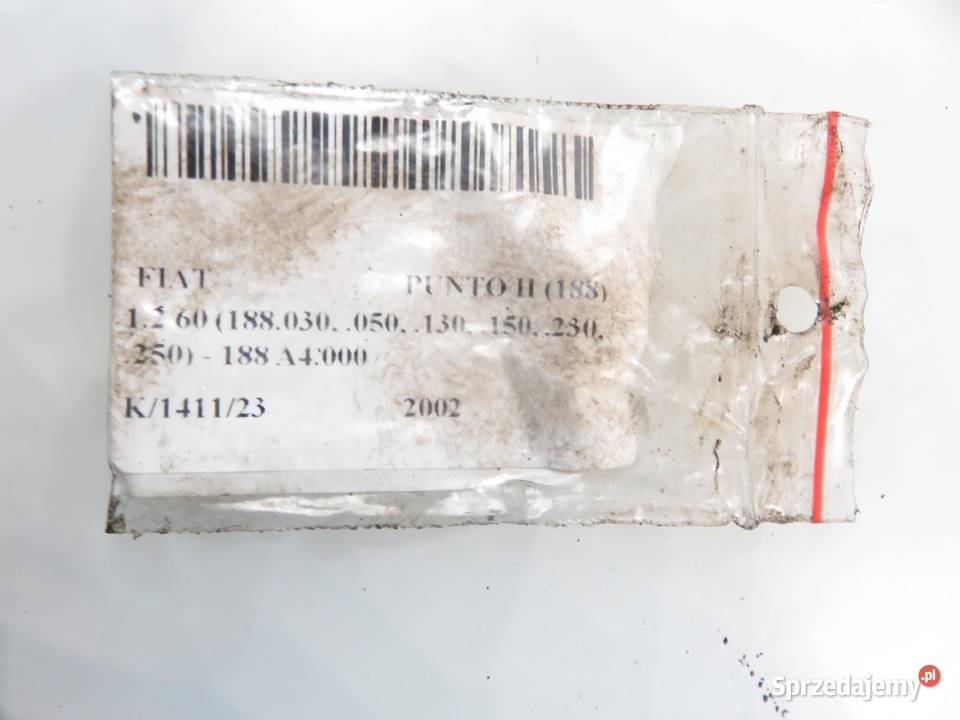 FIAT PUNTO II (188)
1.2 60 (188.030, .050, .130, .150, .230,
.250) - 188 A4.000
K/1411/23 2002
Sprzedajemy.pl